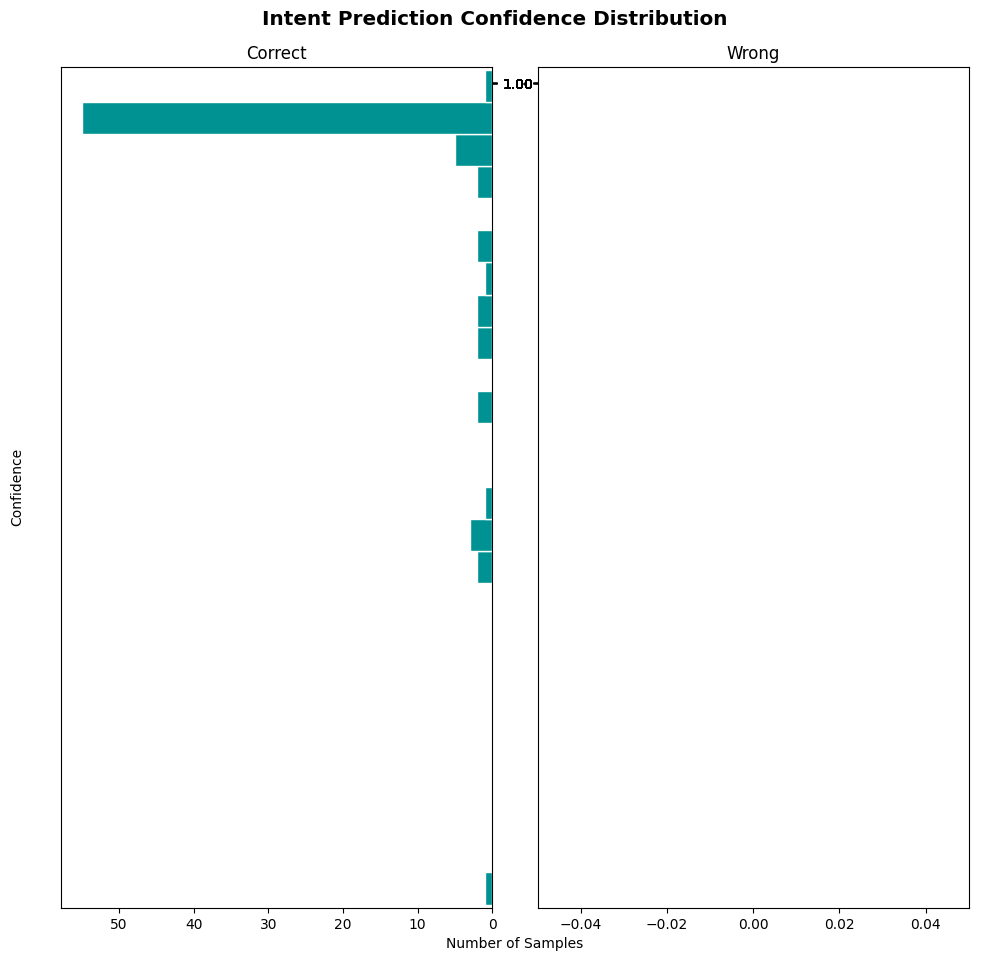 Intent Prediction Confidence Distribution
Correct
Wrong
1.00
Confidence
50 40 30 20 10 0
−0.04 −0.02 0.00 0.02 0.04
Number of Samples